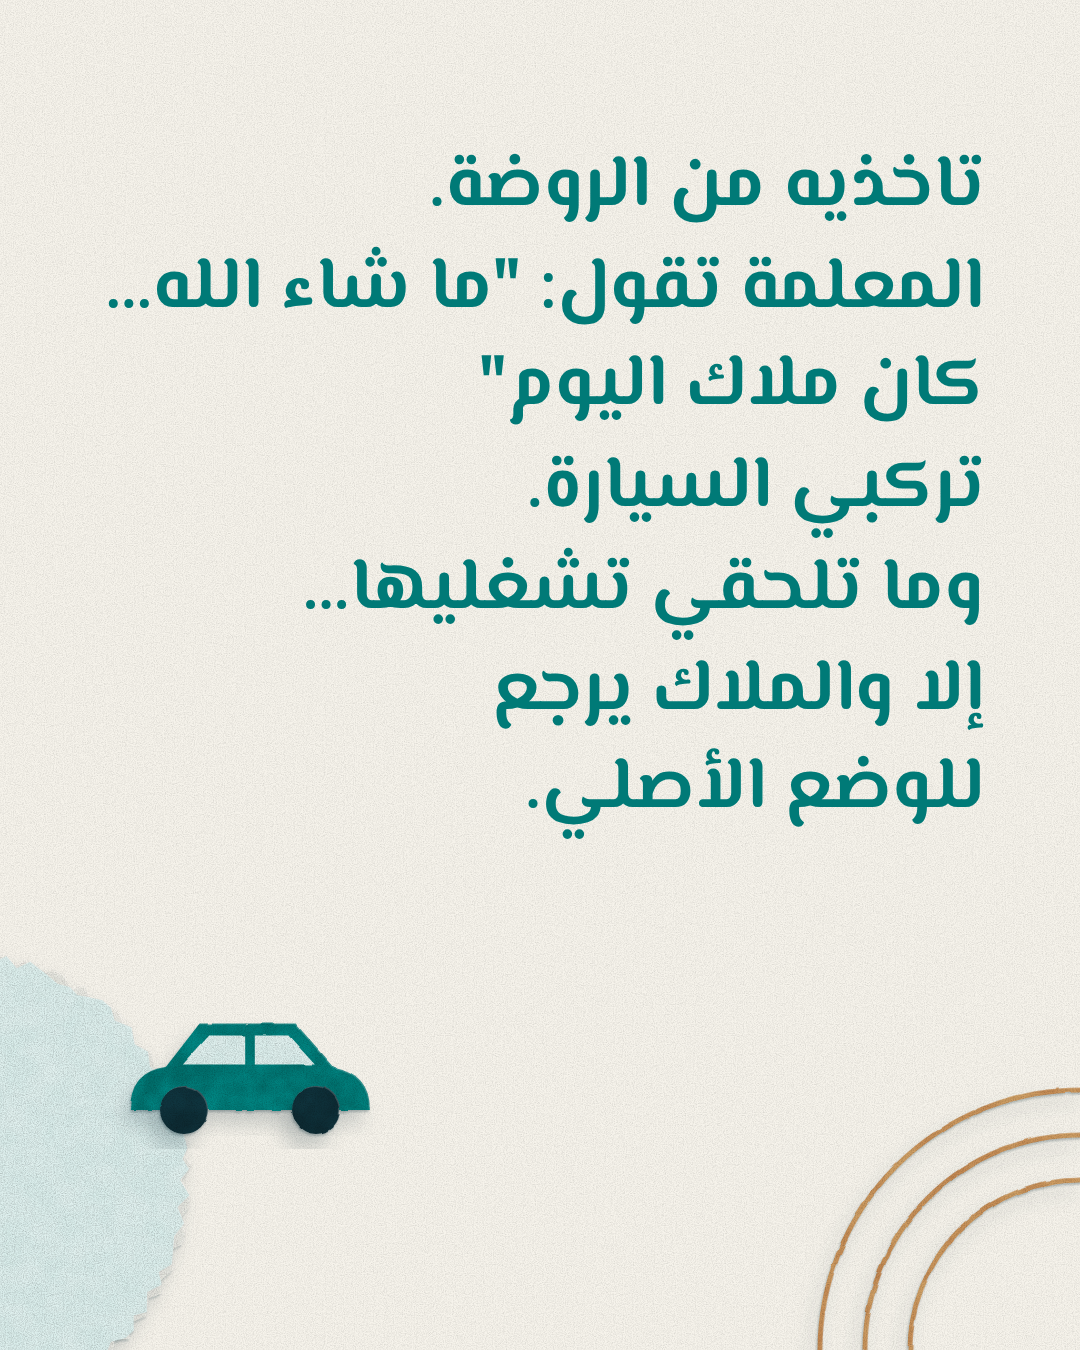 تاخذيه من الروضة.
المعلمة تقول: "ما شاء الله...
كان ملاك اليوم"
تركبي السيارة.
وما تلحقي تشغليها...
إلا والملاك يرجع
للوضع الأصلي.